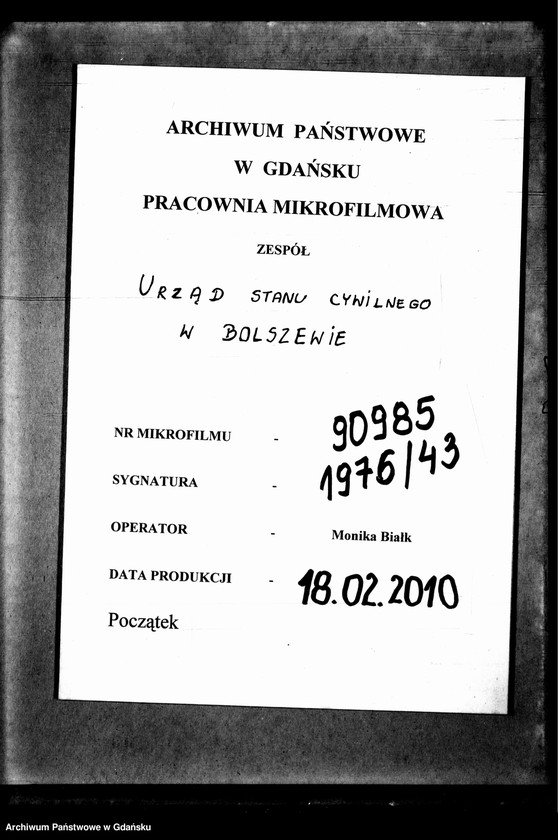 ARCHIWUM PAŃSTWOWE
W GDAŃSKU
PRACOWNIA MIKROFILMOWA
ZESPÓŁ
URZĄD STANU CYWILNEGO
W BOLSZEWIE
NR MIKROFILMU - 90985
SYGNATURA - 1976/43
OPERATOR - Monika Białk
DATA PRODUKCJI - 18.02.2010
Początek
Archiwum Państwowe w Gdańsku